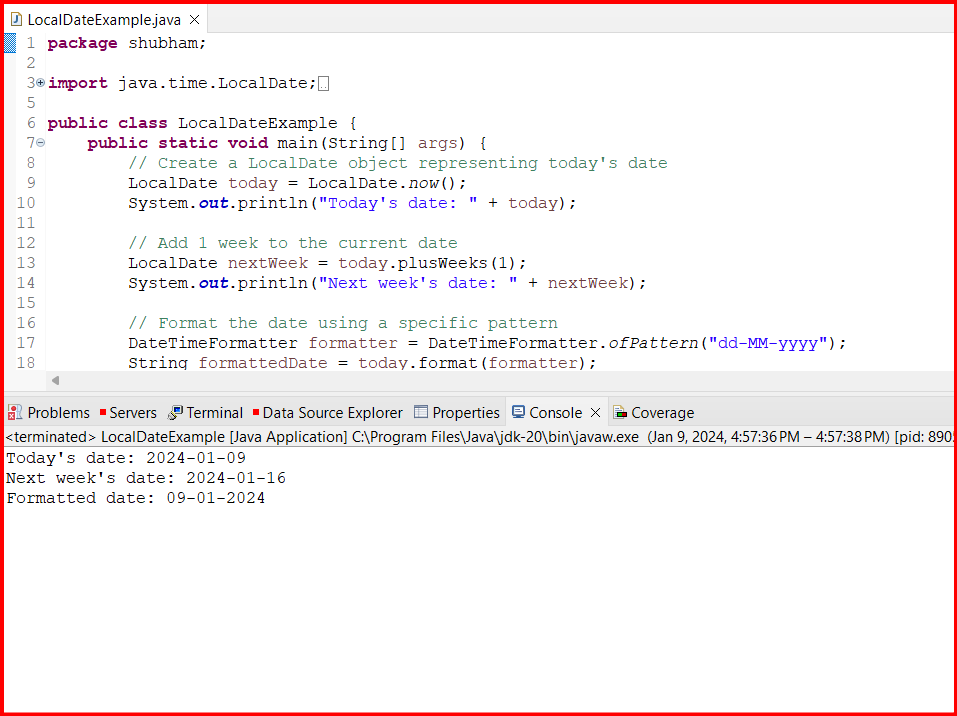 LocalDateExample.java
1 package shubham;
2
3 import java.time.LocalDate;
5
6 public class LocalDateExample {
7 public static void main(String[] args) {
8 // Create a LocalDate object representing today's date
9 LocalDate today = LocalDate.now();
10 System.out.println("Today's date: " + today);
11
12 // Add 1 week to the current date
13 LocalDate nextWeek = today.plusWeeks(1);
14 System.out.println("Next week's date: " + nextWeek);
15
16 // Format the date using a specific pattern
17 DateTimeFormatter formatter = DateTimeFormatter.ofPattern("dd-MM-yyyy");
18 String formattedDate = today.format(formatter);
Problems Servers Terminal Data Source Explorer Properties Console Coverage
<terminated> LocalDateExample [Java Application] C:\Program Files\Java\jdk-20\bin\javaw.exe (Jan 9, 2024, 4:57:36 PM – 4:57:38 PM) [pid:
Today's date: 2024-01-09
Next week's date: 2024-01-16
Formatted date: 09-01-2024